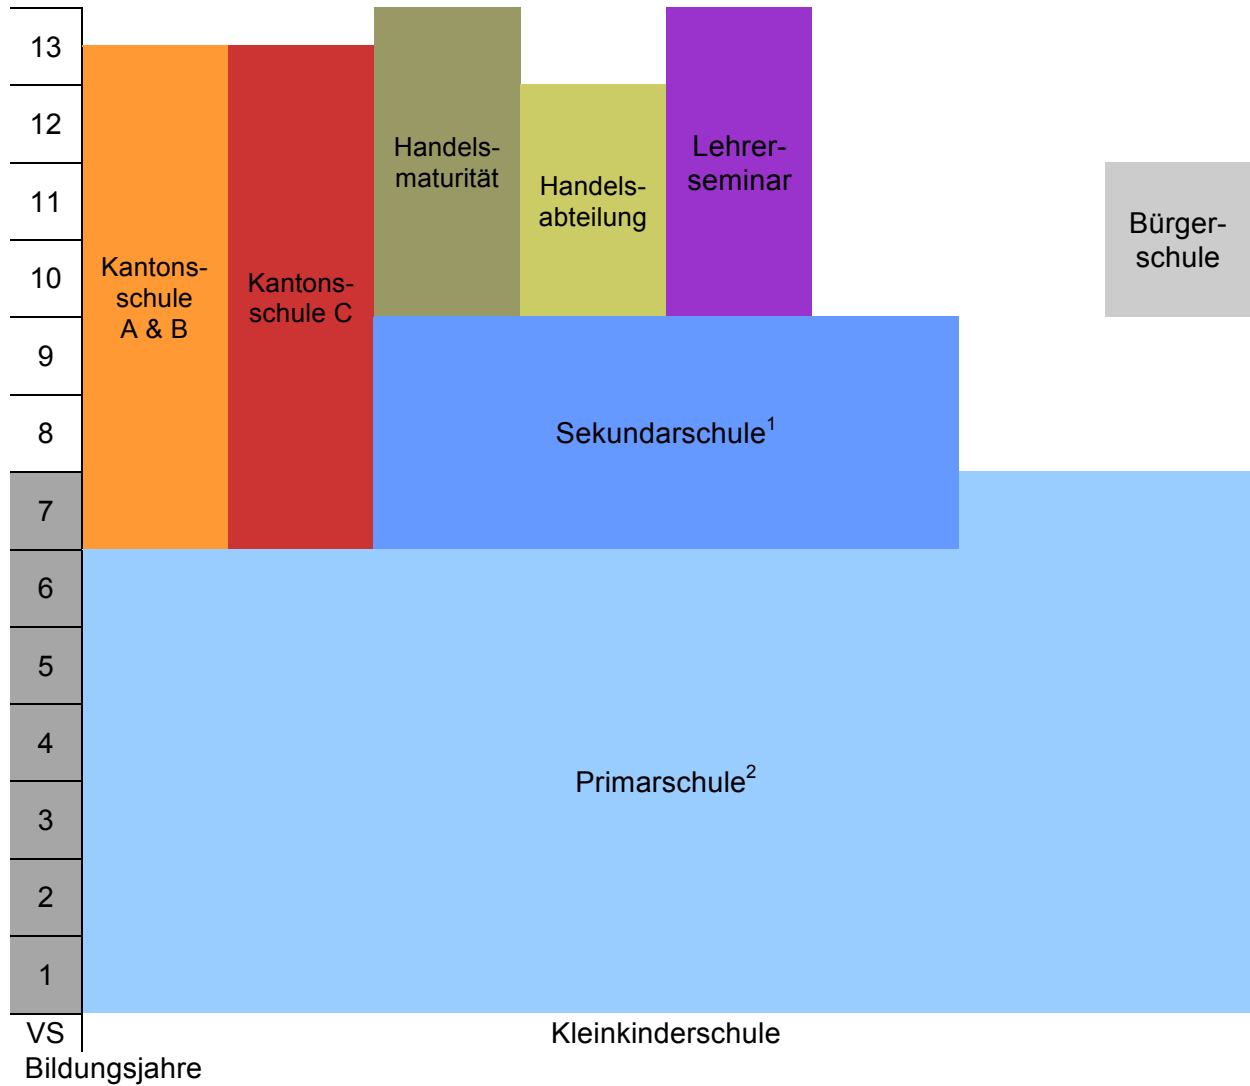 13
12
11
10
9
8
7
6
5
4
3
2
1
VS
Bildungsjahre
Kantons-
schule
A & B
Kantons-
schule C
Handels-
maturität
Handels-
abteilung
Lehrer-
seminar
Bürger-
schule
Sekundarschule¹
Primarschule²
Kleinkinderschule